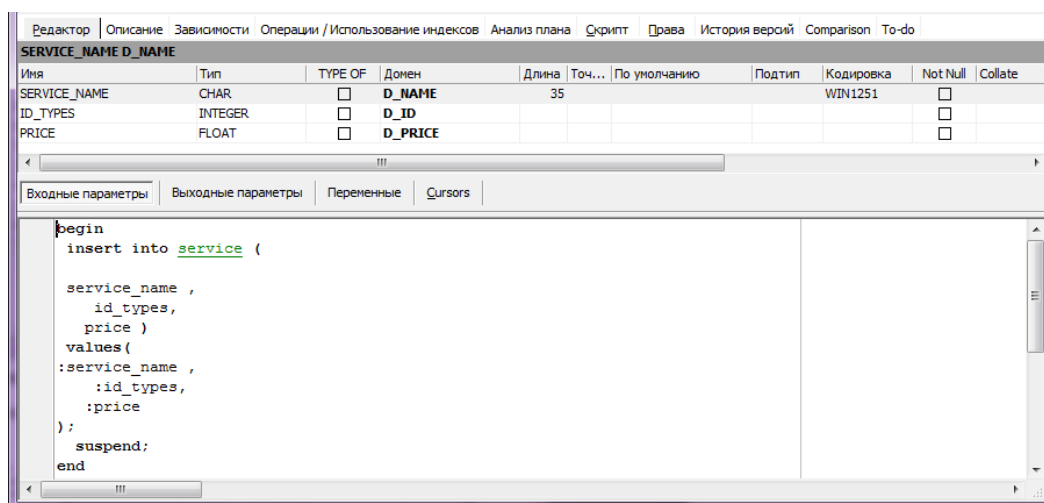 Редактор Описание Зависимости Операции / Использование индексов Анализ плана Скрипт Права История версий Comparison To-do
SERVICE_NAME D_NAME
Имя Тип TYPE OF Домен Длина Точ... По умолчанию Подтип Кодировка Not Null Collate
SERVICE_NAME CHAR D_NAME 35 WIN1251
ID_TYPES INTEGER D_ID
PRICE FLOAT D_PRICE
Входные параметры Выходные параметры Переменные Cursors
begin
insert into service (
service_name ,
id_types,
price )
values(
:service_name ,
:id_types,
:price
);
suspend;
end